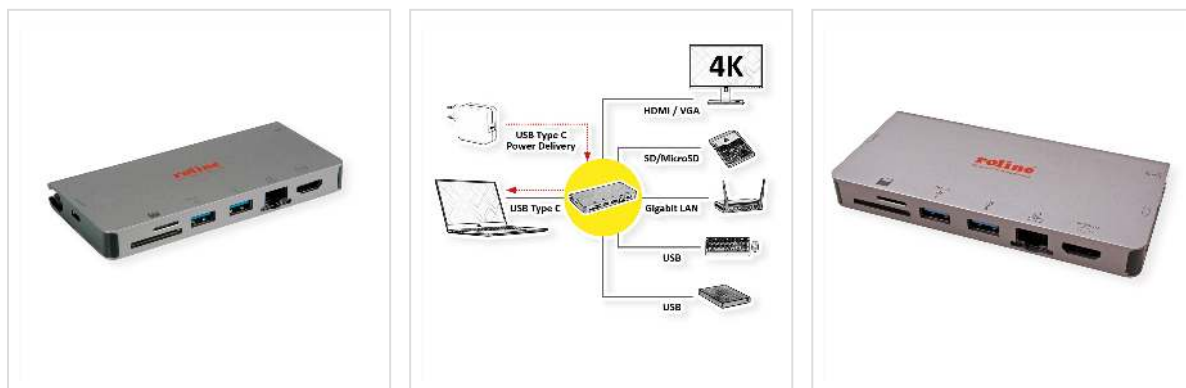 roline
4K
HDMI / VGA
USB Type C
Power Delivery
SD/MicroSD
USB Type C
Gigabit LAN
USB
USB
roline